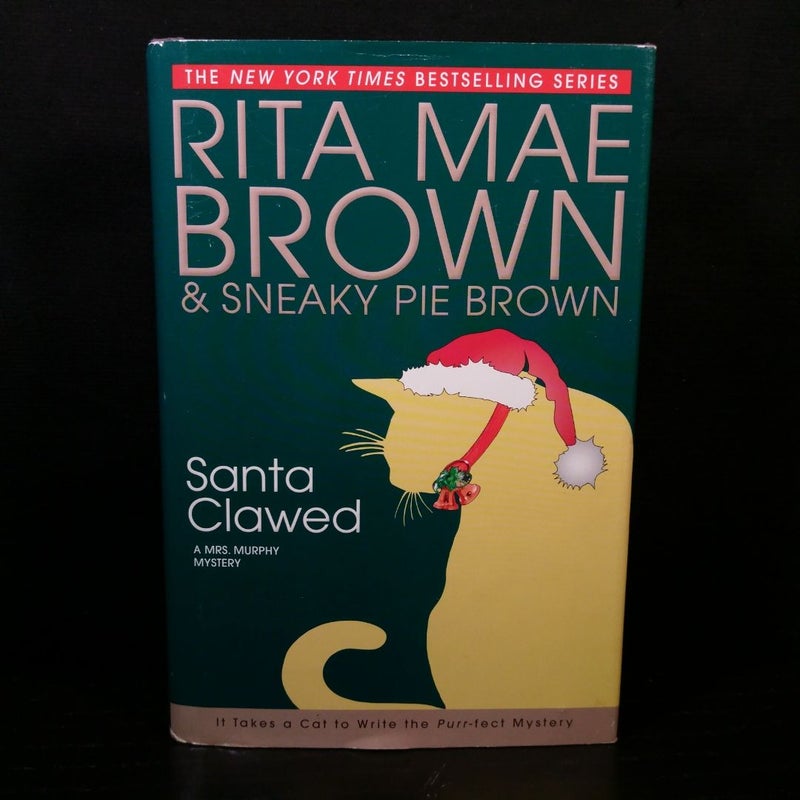 THE NEW YORK TIMES BESTSELLING SERIES
RITA MAE
BROWN
& SNEAKY PIE BROWN
Santa
Clawed
A MRS. MURPHY
MYSTERY
It Takes a Cat to Write the Purr-fect Mystery